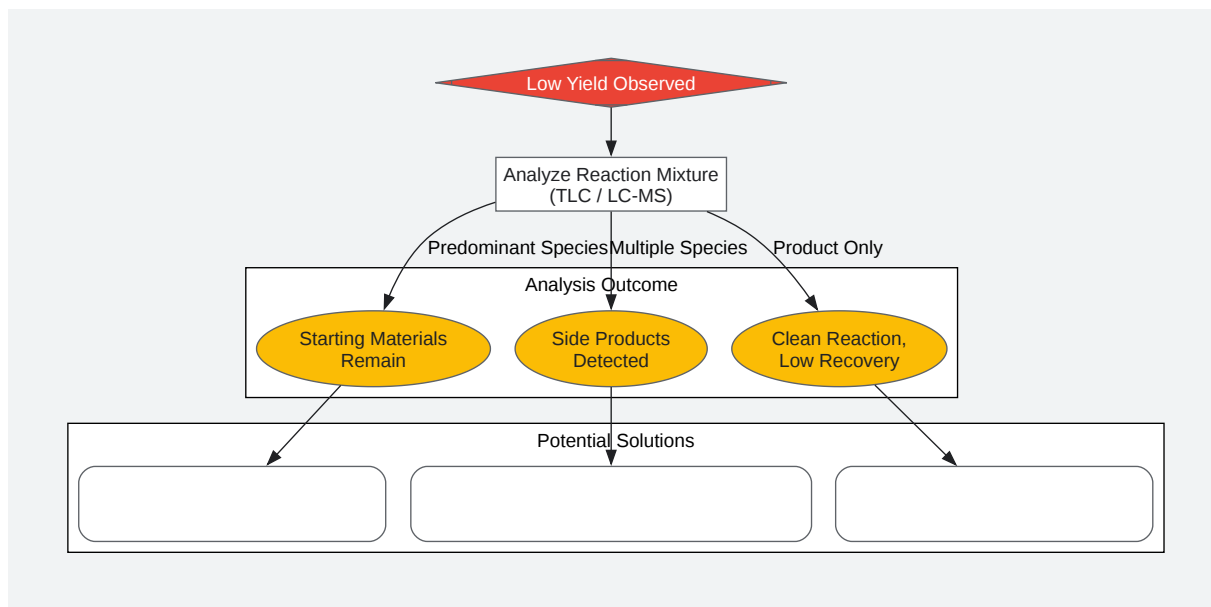 Low Yield Observed
Analyze Reaction Mixture
(TLC / LC-MS)
Predominant Species
Multiple Species
Product Only
Analysis Outcome
Starting Materials
Remain
Side Products
Detected
Clean Reaction,
Low Recovery
Potential Solutions